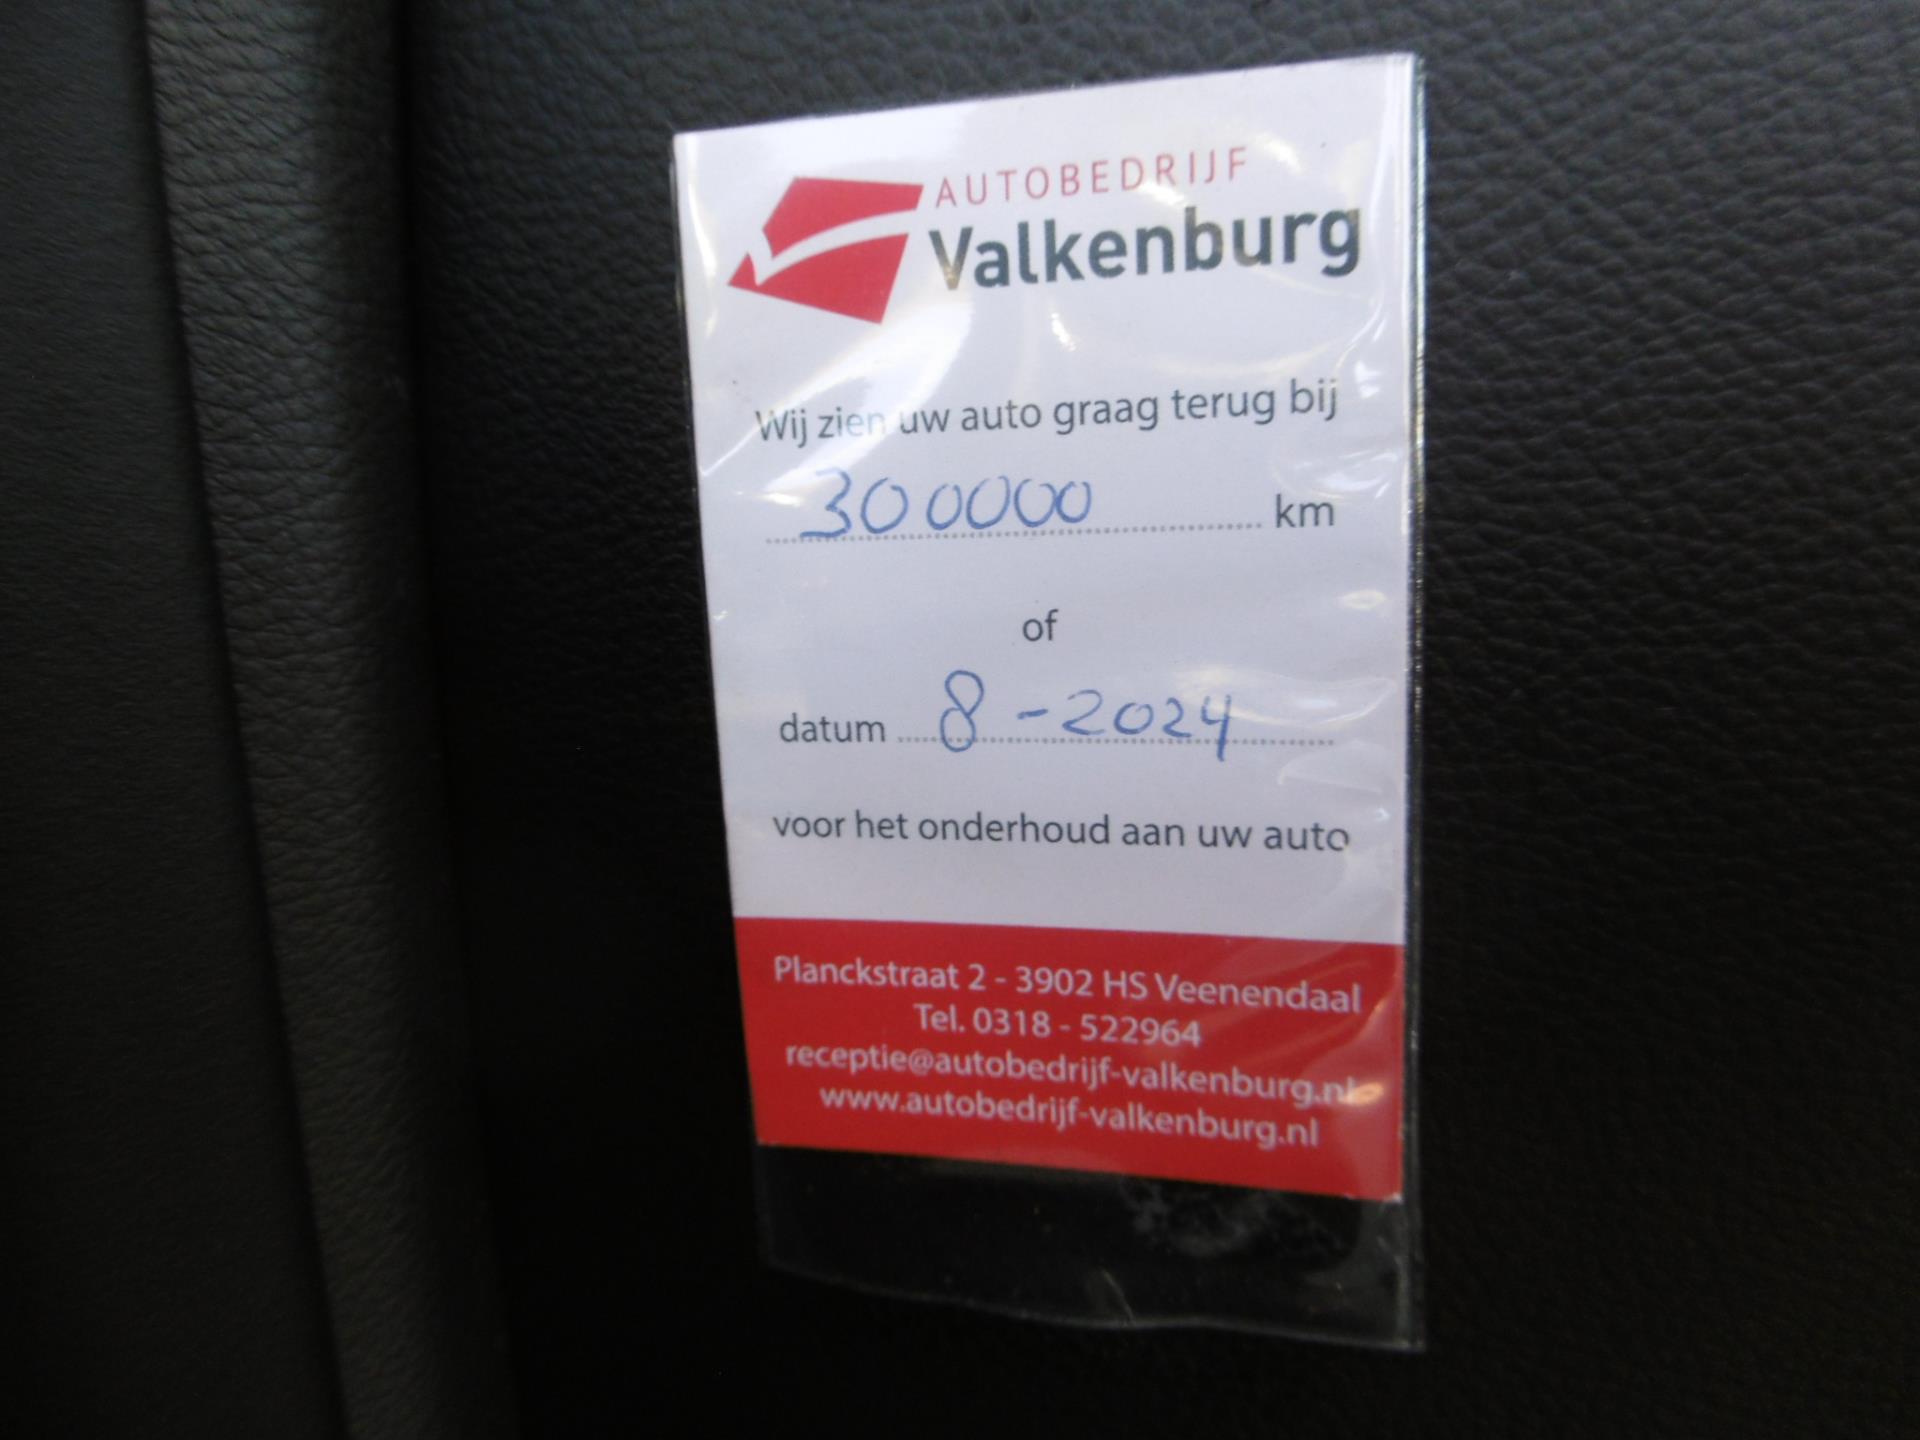 AUTOBEDRIJF
Valkenburg
Wij zien uw auto graag terug bij
300000 km
of
datum 8-2024
voor het onderhoud aan uw auto
Planckstraat 2 - 3902 HS Veenendaal
Tel. 0318 - 522964
receptie@autobedrijf-valkenburg.nl
www.autobedrijf-valkenburg.nl